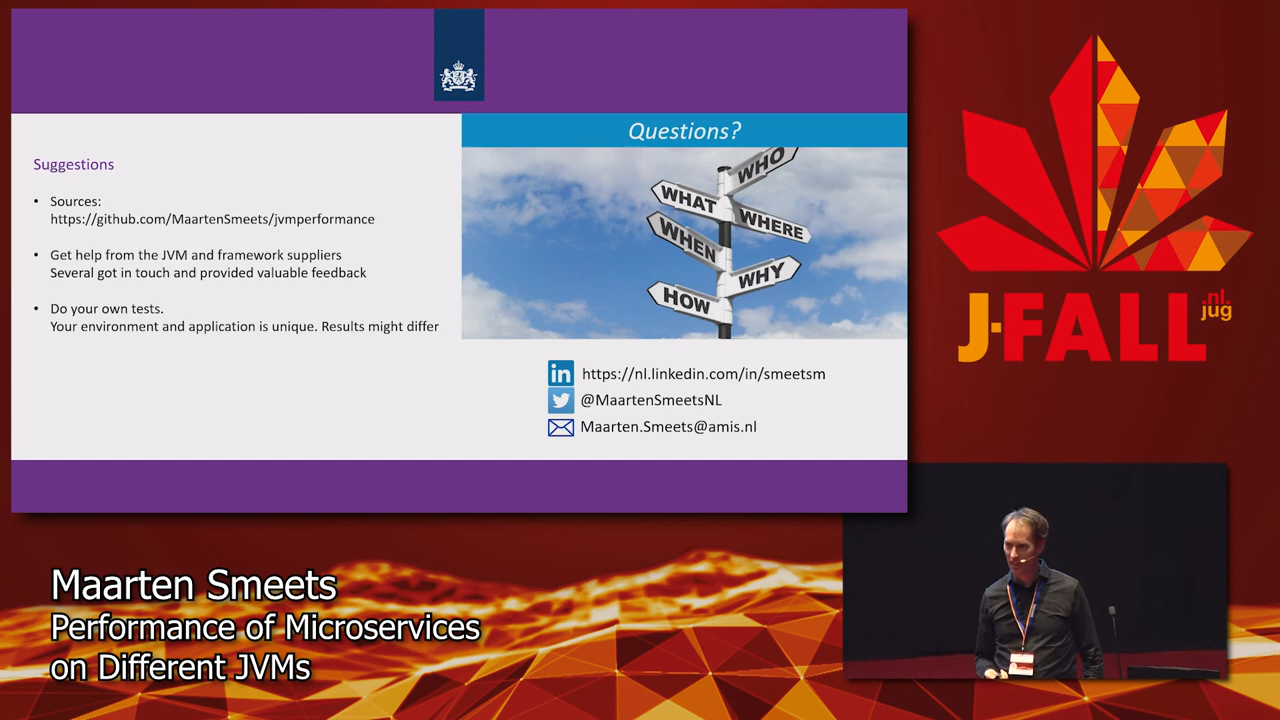 Suggestions
• Sources:
https://github.com/MaartenSmeets/jvmperformance
• Get help from the JVM and framework suppliers
Several got in touch and provided valuable feedback
• Do your own tests.
Your environment and application is unique. Results might differ
Questions?
WHO
WHAT
WHERE
WHEN
WHY
HOW
in https://nl.linkedin.com/in/smeetsm
@MaartenSmeetsNL
Maarten.Smeets@amis.nl
J-FALL
nl.
jug
Maarten Smeets
Performance of Microservices
on Different JVMs